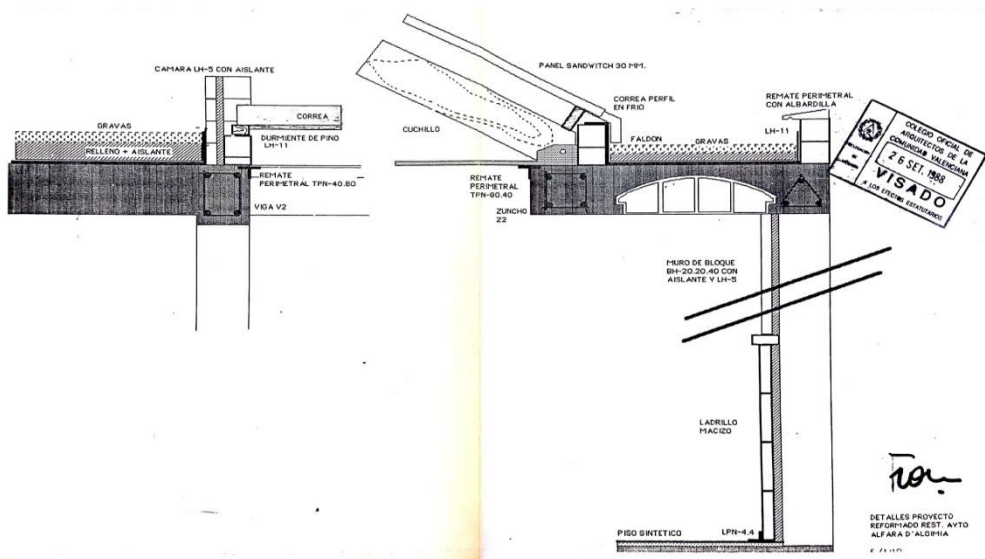 CAMARA LH-5 CON AISLANTE
GRAVAS
RELLENO + AISLANTE
CORREA
DURMIENTE DE PINO
LH-11
REMATE
PERIMETRAL TPN-40.80
VIGA V2
PANEL SANDWITCH 30 MM.
CUCHILLO
CORREA PERFIL
EN FRIO
FALDON
GRAVAS
REMATE PERIMETRAL
CON ALBARDILLA
LH-11
REMATE
PERIMETRAL
TPN-80.40
ZUNCHO
Z2
MURO DE BLOQUE
BH-20.20.40 CON
AISLANTE Y LH-5
LADRILLO
MACIZO
PISO SINTETICO
LPN-4.4
COLEGIO OFICIAL DE
ARQUITECTOS DE LA
COMUNIDAD VALENCIANA
26 SET. 1988
VISADO
A LOS EFECTOS ESTATUTARIOS
DETALLES PROYECTO
REFORMADO REST. AYTO
ALFARA D'ALGIMIA